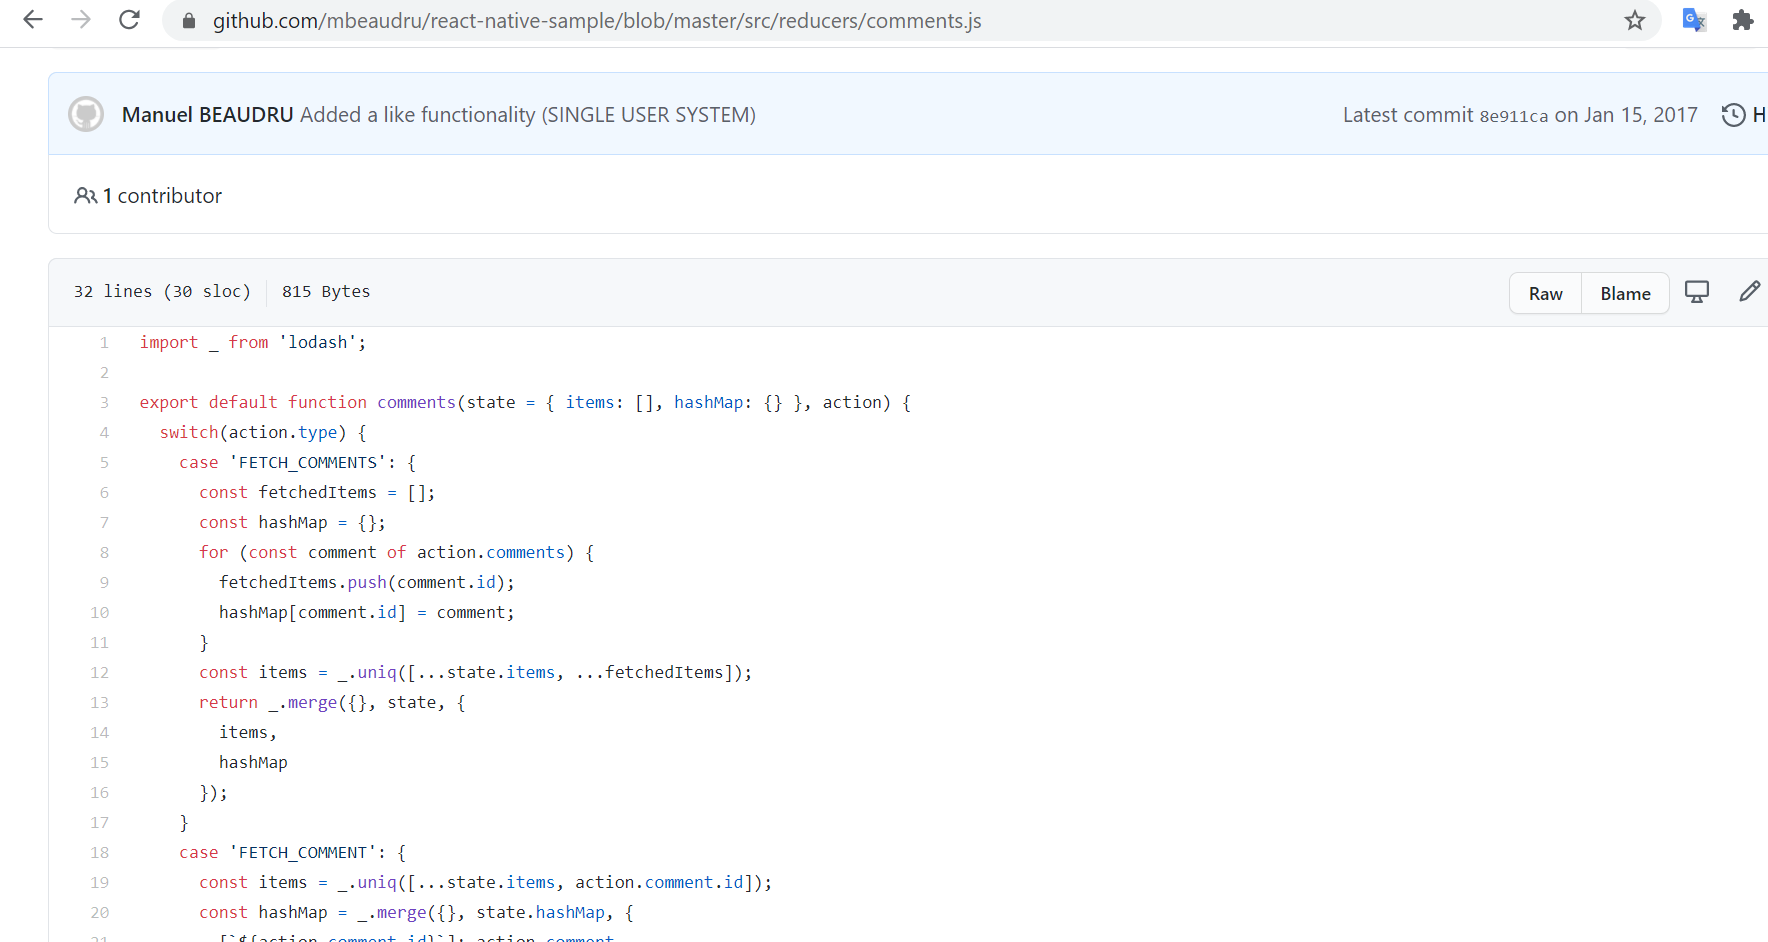 github.com/mbeaudru/react-native-sample/blob/master/src/reducers/comments.js
Manuel BEAUDRU Added a like functionality (SINGLE USER SYSTEM)
Latest commit 8e911ca on Jan 15, 2017
1 contributor
32 lines (30 sloc) 815 Bytes
Raw Blame
1 import _ from 'lodash';
2
3 export default function comments(state = { items: [], hashMap: {} }, action) {
4 switch(action.type) {
5 case 'FETCH_COMMENTS': {
6 const fetchedItems = [];
7 const hashMap = {};
8 for (const comment of action.comments) {
9 fetchedItems.push(comment.id);
10 hashMap[comment.id] = comment;
11 }
12 const items = _.uniq([...state.items, ...fetchedItems]);
13 return _.merge({}, state, {
14 items,
15 hashMap
16 });
17 }
18 case 'FETCH_COMMENT': {
19 const items = _.uniq([...state.items, action.comment.id]);
20 const hashMap = _.merge({}, state.hashMap, {
21 [`${action.comment.id}`]: action.comment